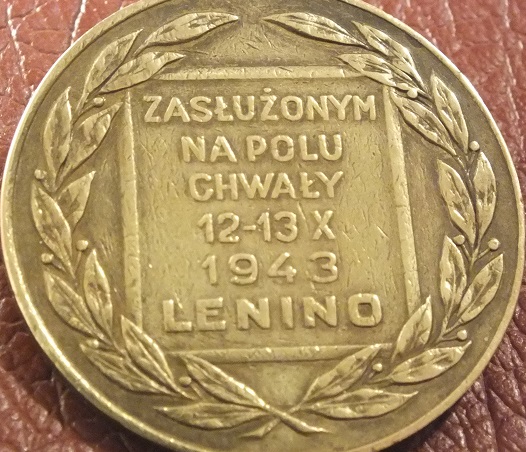 ZASŁUŻONYM
NA POLU
CHWAŁY
12-13 X
1943
LENINO